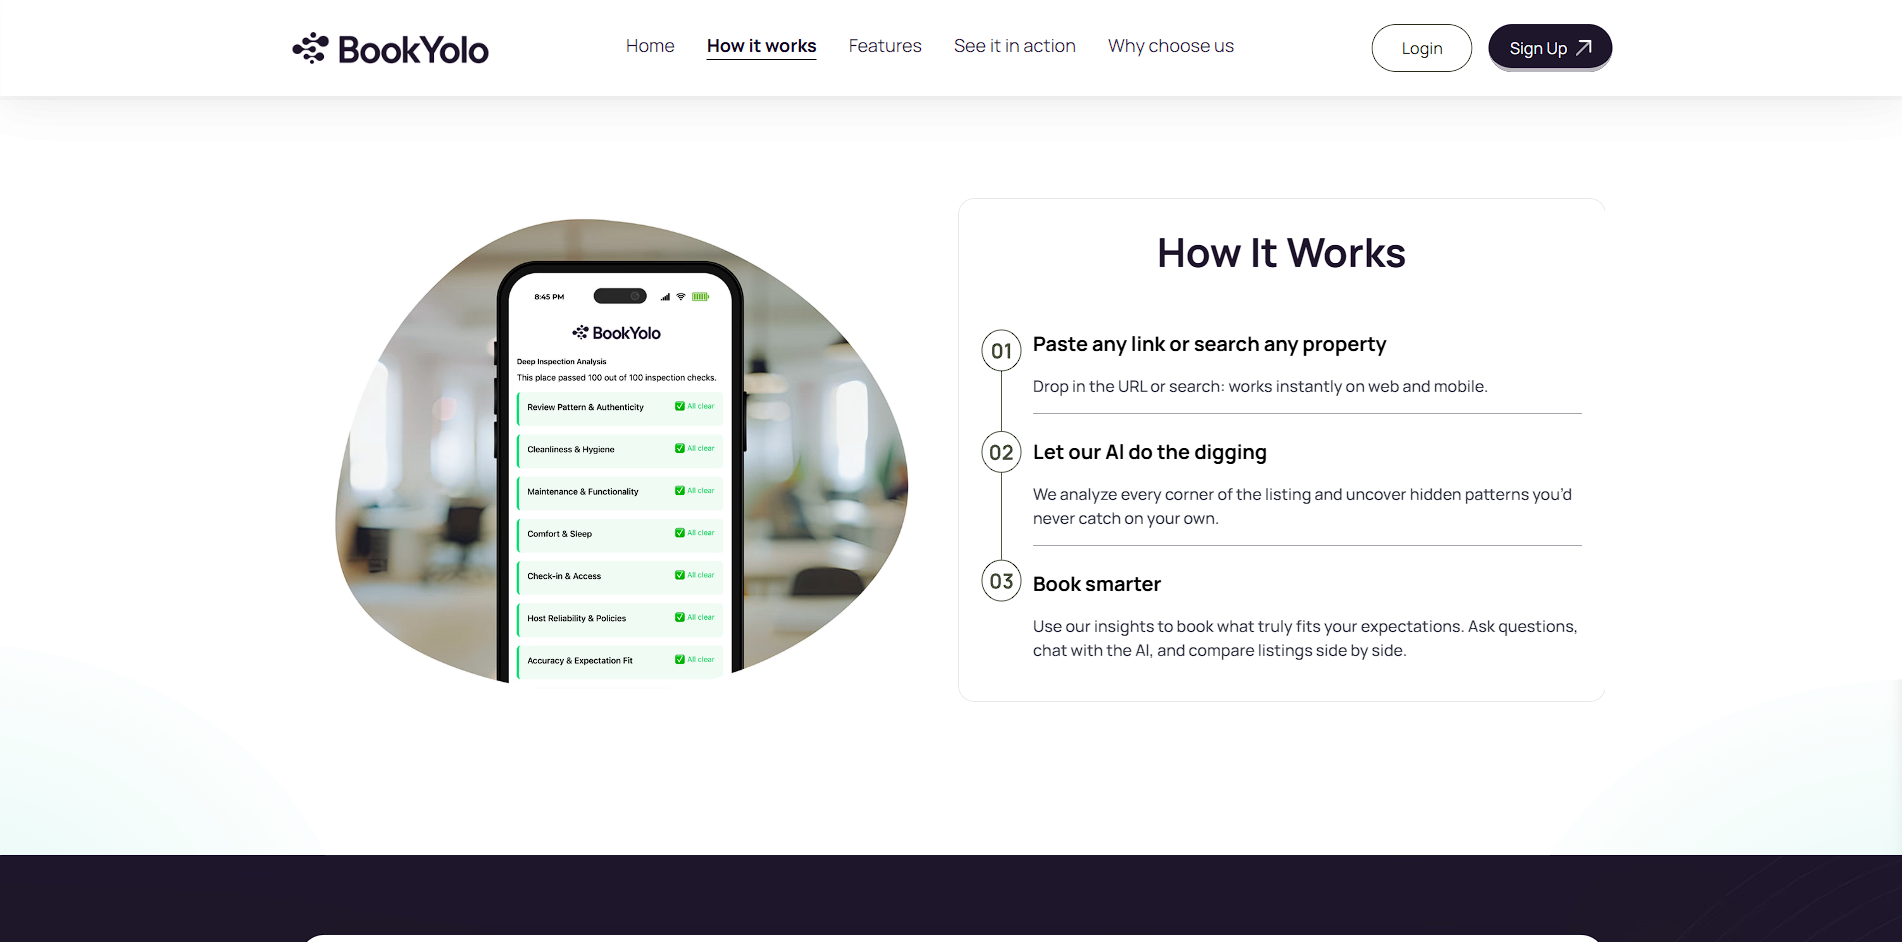 BookYolo
Home
How it works
Features
See it in action
Why choose us
Login
Sign Up
8:45 PM
BookYolo
Deep Inspection Analysis
This place passed 100 out of 100 inspection checks.
Review Pattern & Authenticity
✅ All clear
Cleanliness & Hygiene
✅ All clear
Maintenance & Functionality
✅ All clear
Comfort & Sleep
✅ All clear
Check-in & Access
✅ All clear
Host Reliability & Policies
✅ All clear
Accuracy & Expectation Fit
✅ All clear
How It Works
01
Paste any link or search any property
Drop in the URL or search: works instantly on web and mobile.
02
Let our AI do the digging
We analyze every corner of the listing and uncover hidden patterns you’d
never catch on your own.
03
Book smarter
Use our insights to book what truly fits your expectations. Ask questions,
chat with the AI, and compare listings side by side.